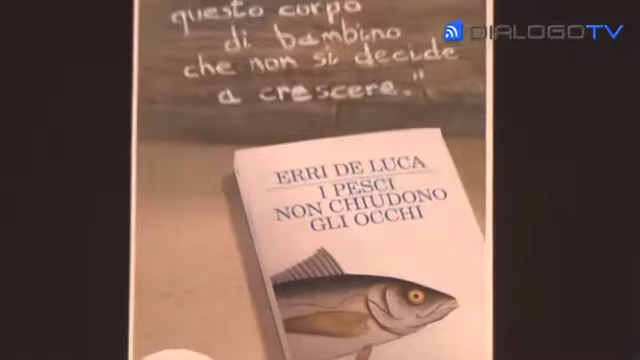 questo corpo
di bambino
che non si decide
a crescere."
DIALOGOTV
ERRI DE LUCA
I PESCI
NON CHIUDONO
GLI OCCHI